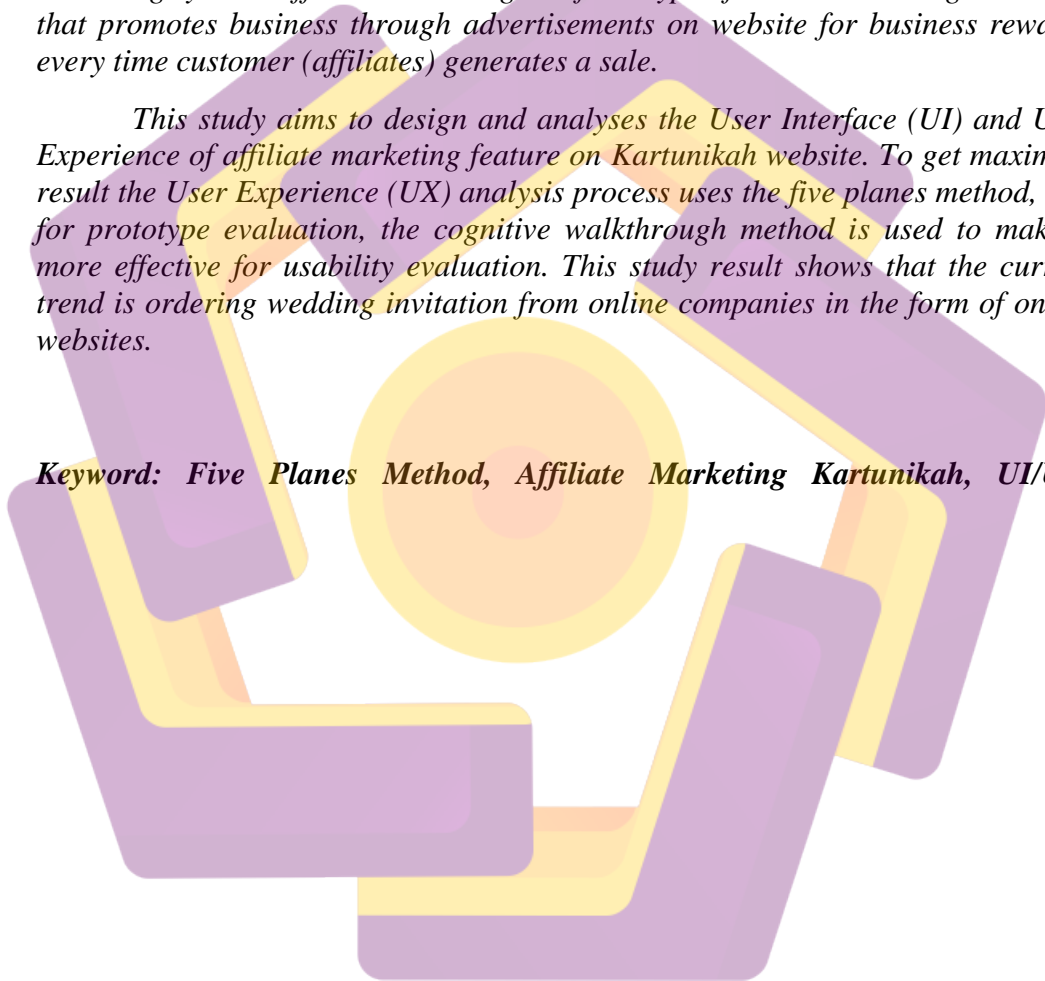 that promotes business through advertisements on website for business
every time customer (affiliates) generates a sale.
This study aims to design and analyses the User Interface (UI) and
Experience of affiliate marketing feature on Kartunikah website. To get
result the User Experience (UX) analysis process uses the five planes method,
for prototype evaluation, the cognitive walkthrough method is used to
more effective for usability evaluation. This study result shows that the
trend is ordering wedding invitation from online companies in the form of
websites.
Keyword: Five Planes Method, Affiliate Marketing Kartunikah,